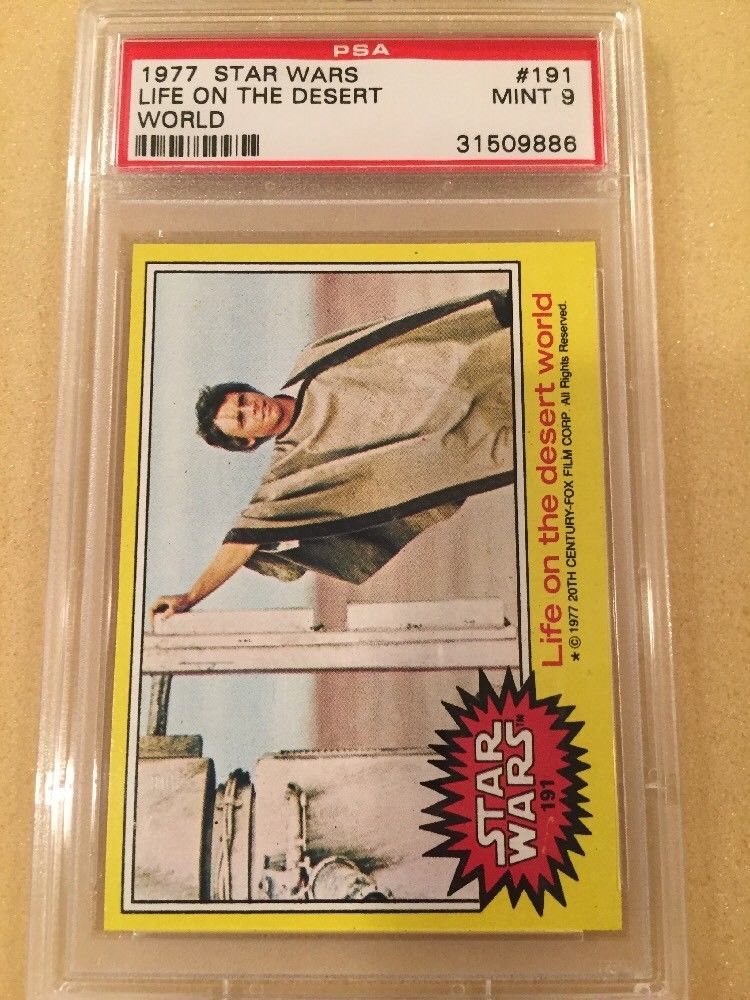 PSA
1977 STAR WARS #191
LIFE ON THE DESERT MINT 9
WORLD
31509886
Life on the desert world
★ © 1977 20TH CENTURY-FOX FILM CORP. All Rights Reserved.
STAR
WARS™
191